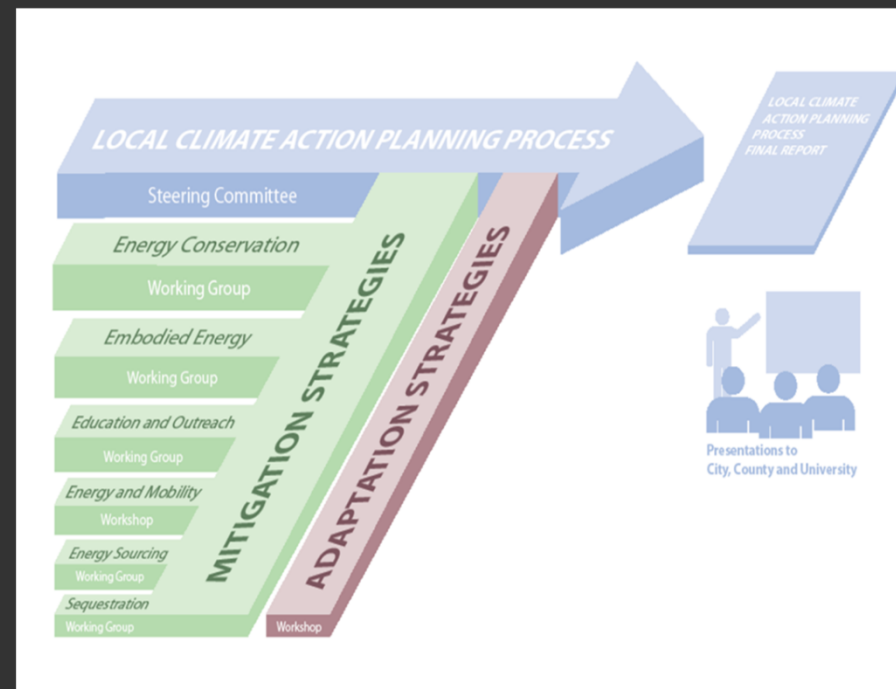 LOCAL CLIMATE ACTION PLANNING PROCESS
Steering Committee
Energy Conservation
Working Group
Embodied Energy
Working Group
Education and Outreach
Working Group
Energy and Mobility
Workshop
Energy Sourcing
Working Group
Sequestration
Working Group
MITIGATION STRATEGIES
ADAPTATION STRATEGIES
Workshop
LOCAL CLIMATE
ACTION PLANNING
PROCESS
FINAL REPORT
Presentations to
City, County and University